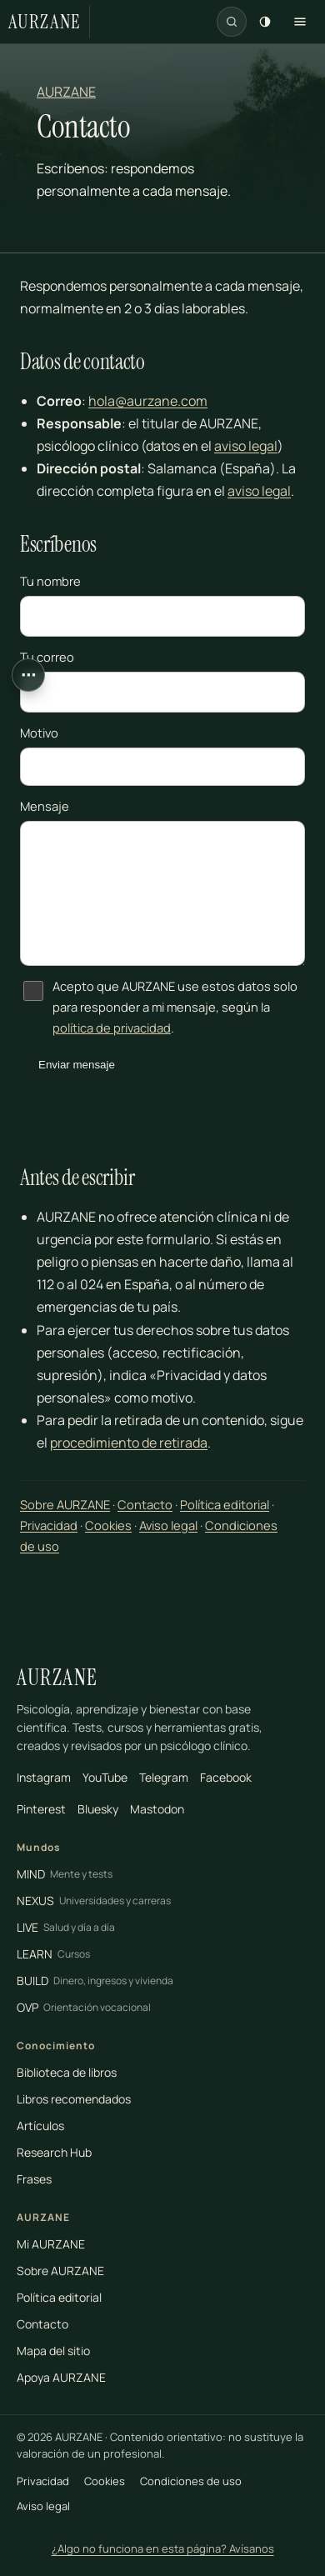 AURZANE
AURZANE
Contacto
Escríbenos: respondemos
personalmente a cada mensaje.
Respondemos personalmente a cada mensaje,
normalmente en 2 o 3 días laborables.
Datos de contacto
Correo: hola@aurzane.com
Responsable: el titular de AURZANE,
psicólogo clínico (datos en el aviso legal)
Dirección postal: Salamanca (España). La
dirección completa figura en el aviso legal.
Escríbenos
Tu nombre
Tu correo
Motivo
Mensaje
Acepto que AURZANE use estos datos solo
para responder a mi mensaje, según la
política de privacidad.
Enviar mensaje
Antes de escribir
AURZANE no ofrece atención clínica ni de
urgencia por este formulario. Si estás en
peligro o piensas en hacerte daño, llama al
112 o al 024 en España, o al número de
emergencias de tu país.
Para ejercer tus derechos sobre tus datos
personales (acceso, rectificación,
supresión), indica «Privacidad y datos
personales» como motivo.
Para pedir la retirada de un contenido, sigue
el procedimiento de retirada.
Sobre AURZANE · Contacto · Política editorial ·
Privacidad · Cookies · Aviso legal · Condiciones
de uso
AURZANE
Psicología, aprendizaje y bienestar con base
científica. Tests, cursos y herramientas gratis,
creados y revisados por un psicólogo clínico.
Instagram YouTube Telegram Facebook
Pinterest Bluesky Mastodon
Mundos
MIND Mente y tests
NEXUS Universidades y carreras
LIVE Salud y día a día
LEARN Cursos
BUILD Dinero, ingresos y vivienda
OVP Orientación vocacional
Conocimiento
Biblioteca de libros
Libros recomendados
Artículos
Research Hub
Frases
AURZANE
Mi AURZANE
Sobre AURZANE
Política editorial
Contacto
Mapa del sitio
Apoya AURZANE
© 2026 AURZANE · Contenido orientativo: no sustituye la
valoración de un profesional.
Privacidad Cookies Condiciones de uso
Aviso legal
¿Algo no funciona en esta página? Avísanos